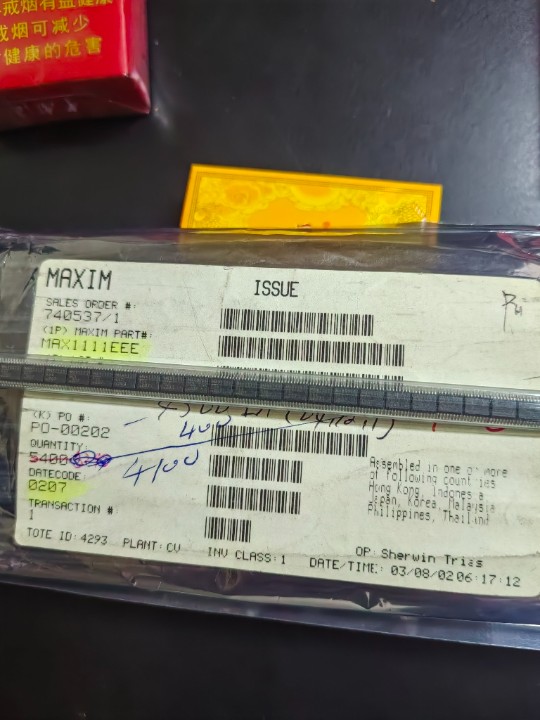 戒烟有益健康
戒烟可减少
健康的危害
MAXIM
ISSUE
SALES ORDER #:
740537/1
(1P) MAXIM PART#:
MAX1111EEE
(K) PO #:
PO-00202
400
QUANTITY:
5400
4100
DATECODE:
0207
TRANSACTION #
1
Assembled in one or more
of following countries
Hong Kong, Indonesia
Japan, Korea, Malaysia
Philippines, Thailand
TOTE ID: 4293 PLANT: CV INV CLASS: 1
OP: Sherwin Trias
DATE/TIME: 03/08/02 06:17:12